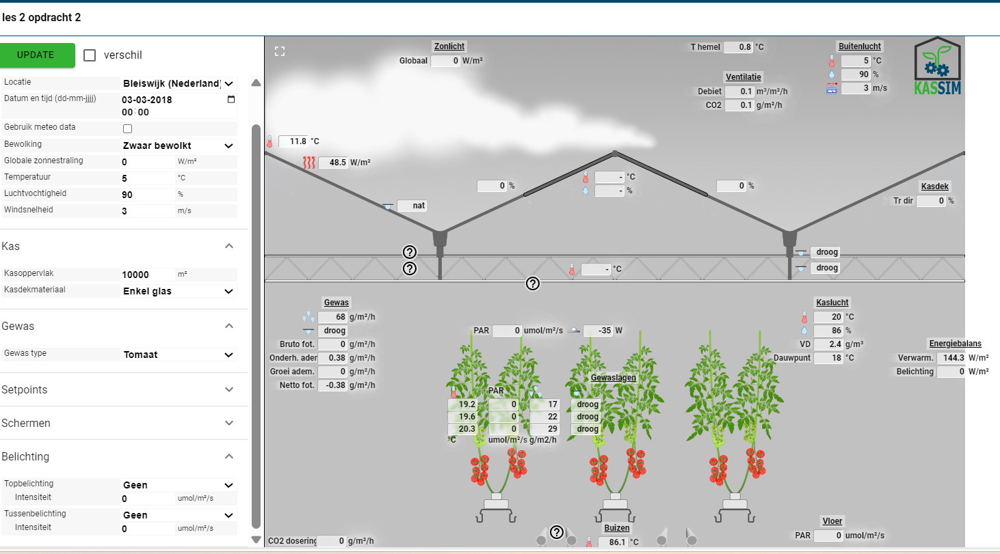 les 2 opdracht 2
UPDATE
verschil
Locatie Bleiswijk (Nederland)
Datum en tijd (dd-mm-jjjj) 03-03-2018
00:00
Gebruik meteo data
Bewolking Zwaar bewolkt
Globale zonnestraling 0 W/m²
Temperatuur 5 °C
Luchtvochtigheid 90 %
Windsnelheid 3 m/s
Kas
Kasoppervlak 10000 m²
Kasdekmateriaal Enkel glas
Gewas
Gewas type Tomaat
Setpoints
Schermen
Belichting
Topbelichting Geen
Intensiteit 0 umol/m²/s
Tussenbelichting Geen
Intensiteit 0 umol/m²/s
Zonlicht
Globaal 0 W/m²
T hemel 0.8 °C
Ventilatie
Debiet 0.1 m³/m²/h
CO2 0.1 g/m²/h
Buitenlucht
5 °C
90 %
3 m/s
KASSIM
11.8 °C
48.5 W/m²
nat
0 %
- °C
- %
0 %
Kasdek
Tr dir 0 %
?
?
- °C
?
droog
droog
Gewas
68 g/m²/h
droog
Bruto fot. 0 g/m²/h
Onderh. adem 0.38 g/m²/h
Groei adem. 0 g/m²/h
Netto fot. -0.38 g/m²/h
PAR 0 umol/m²/s -35 W
Gewaslagen
PAR
19.2 0 17 droog
19.6 0 22 droog
20.3 0 29 droog
°C umol/m²/s g/m2/h
Kaslucht
20 °C
86 %
VD 2.4 g/m³
Dauwpunt 18 °C
Energiebalans
Verwarm. 144.3 W/m²
Belichting 0 W/m²
CO2 dosering 0 g/m²/h
?
Buizen
86.1 °C
Vloer
PAR 0 umol/m²/s